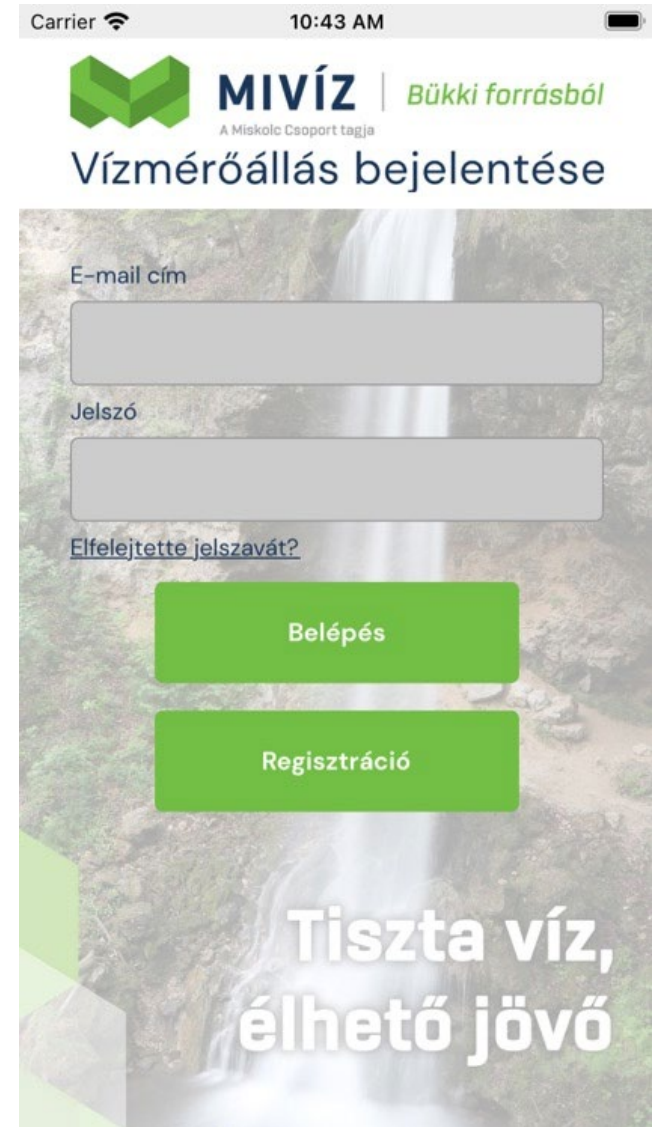 Carrier 10:43 AM
MIVÍZ Bükki forrásból
A Miskolc Csoport tagja
Vízmérőállás bejelentése
E-mail cím
Jelszó
Elfelejtette jelszavát?
Belépés
Regisztráció
Tiszta víz,
élhető jövő